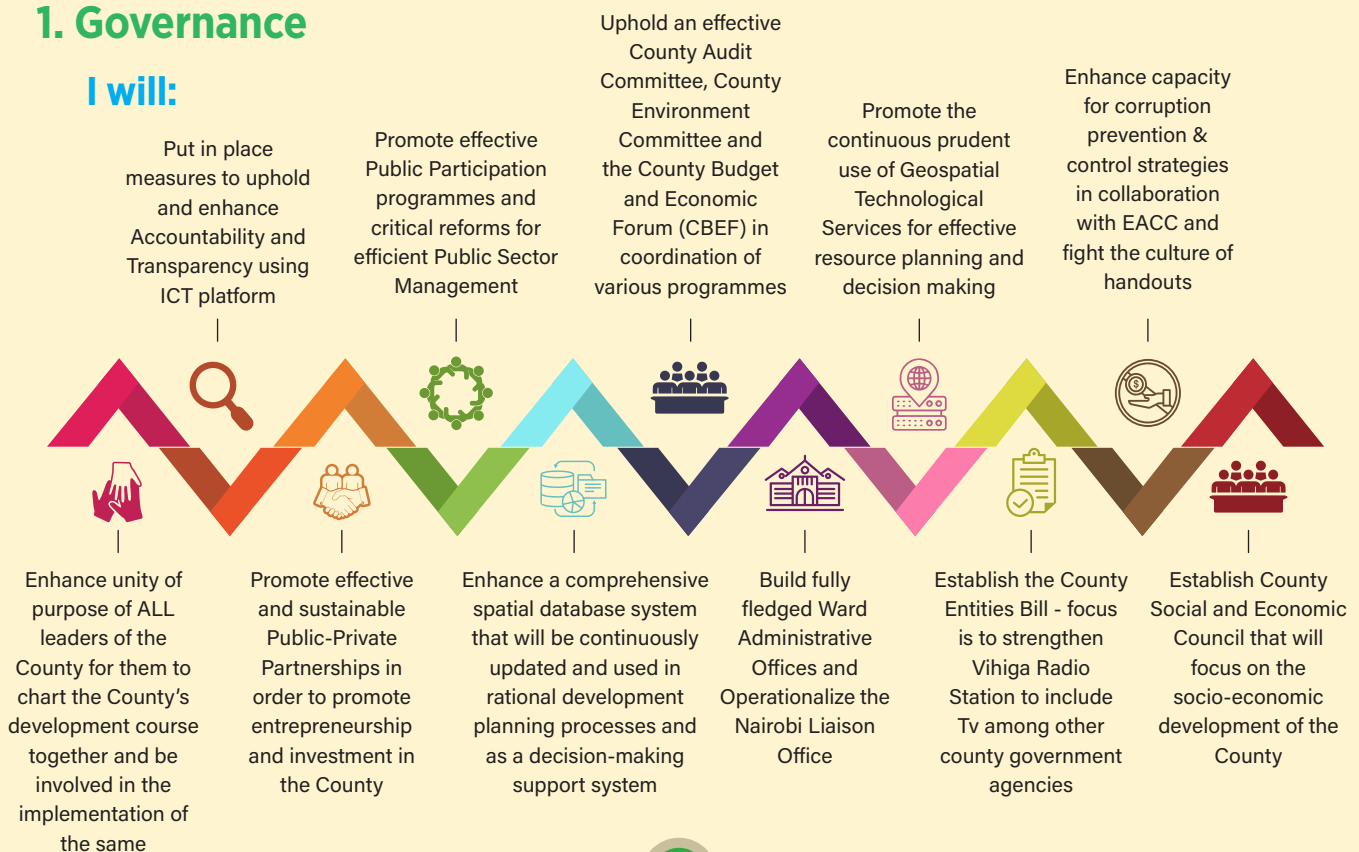 1. Governance
I will:
Put in place
measures to uphold
and enhance
Accountability and
Transparency using
ICT platform
Promote effective
Public Participation
programmes and
critical reforms for
efficient Public Sector
Management
Uphold an effective
County Audit
Committee, County
Environment
Committee and
the County Budget
and Economic
Forum (CBEF) in
coordination of
various programmes
Promote the
continuous prudent
use of Geospatial
Technological
Services for effective
resource planning and
decision making
Enhance capacity
for corruption
prevention &
control strategies
in collaboration
with EACC and
fight the culture of
handouts
$
Enhance unity of
purpose of ALL
leaders of the
County for them to
chart the County's
development course
together and be
involved in the
implementation of
the same
Promote effective
and sustainable
Public-Private
Partnerships in
order to promote
entrepreneurship
and investment in
the County
Enhance a comprehensive
spatial database system
that will be continuously
updated and used in
rational development
planning processes and
as a decision-making
support system
Build fully
fledged Ward
Administrative
Offices and
Operationalize the
Nairobi Liaison
Office
Establish the County
Entities Bill - focus
is to strengthen
Vihiga Radio
Station to include
Tv among other
county government
agencies
Establish County
Social and Economic
Council that will
focus on the
socio-economic
development of the
County